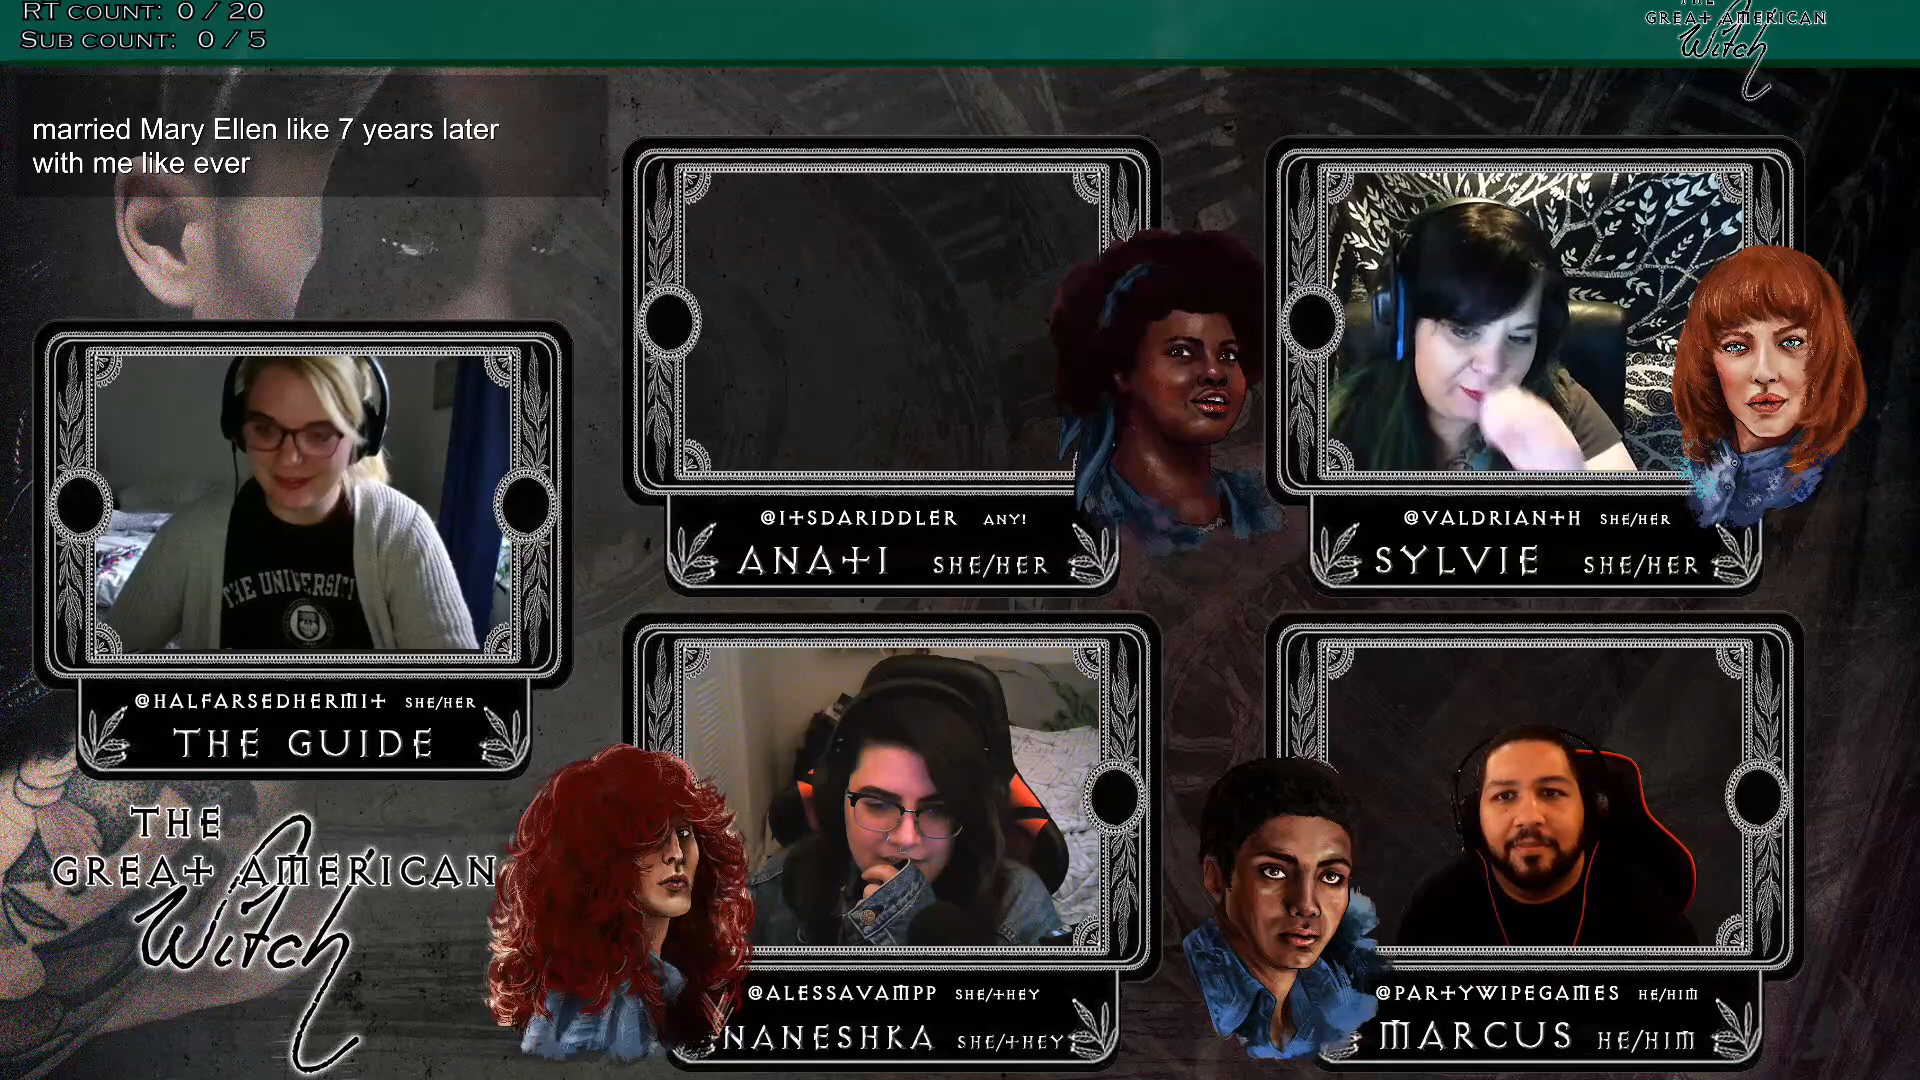 RT COUNT: 0 / 20
SUB COUNT: 0 / 5
THE
GREAT AMERICAN
Witch
married Mary Ellen like 7 years later
with me like ever
@ITSDARIDDLER ANY!
ANATI SHE/HER
@VALDRIANTH SHE/HER
SYLVIE SHE/HER
THE UNIVERSITY
@HALFARSEDHERMIT SHE/HER
THE GUIDE
THE
GREAT AMERICAN
Witch
@ALESSAVAMPP SHE/THEY
NANESHKA SHE/THEY
@PARTYWIPEGAMES HE/HIM
MARCUS HE/HIM